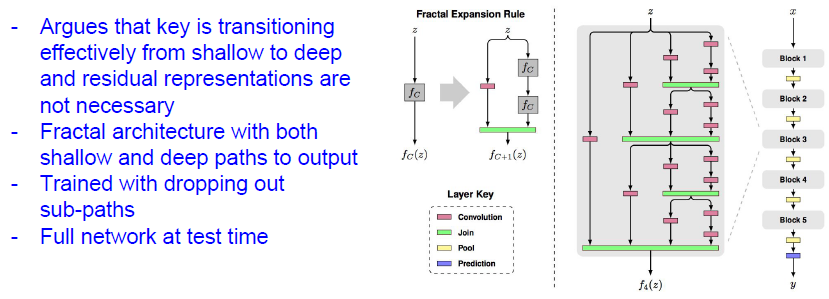 - Argues that key is transitioning
effectively from shallow to deep
and residual representations are
not necessary
- Fractal architecture with both
shallow and deep paths to output
- Trained with dropping out
sub-paths
- Full network at test time
Fractal Expansion Rule
z
z
f_C
f_C
f_C
f_C(z)
f_{C+1}(z)
Layer Key
Convolution
Join
Pool
Prediction
z
f_4(z)
x
Block 1
Block 2
Block 3
Block 4
Block 5
y